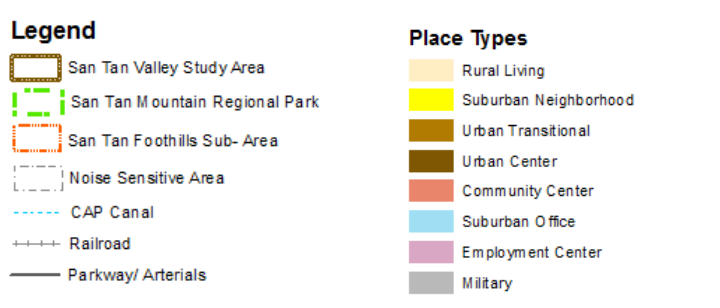 Legend
San Tan Valley Study Area
San Tan Mountain Regional Park
San Tan Foothills Sub- Area
Noise Sensitive Area
CAP Canal
Railroad
Parkway/ Arterials
Place Types
Rural Living
Suburban Neighborhood
Urban Transitional
Urban Center
Community Center
Suburban Office
Employment Center
Military